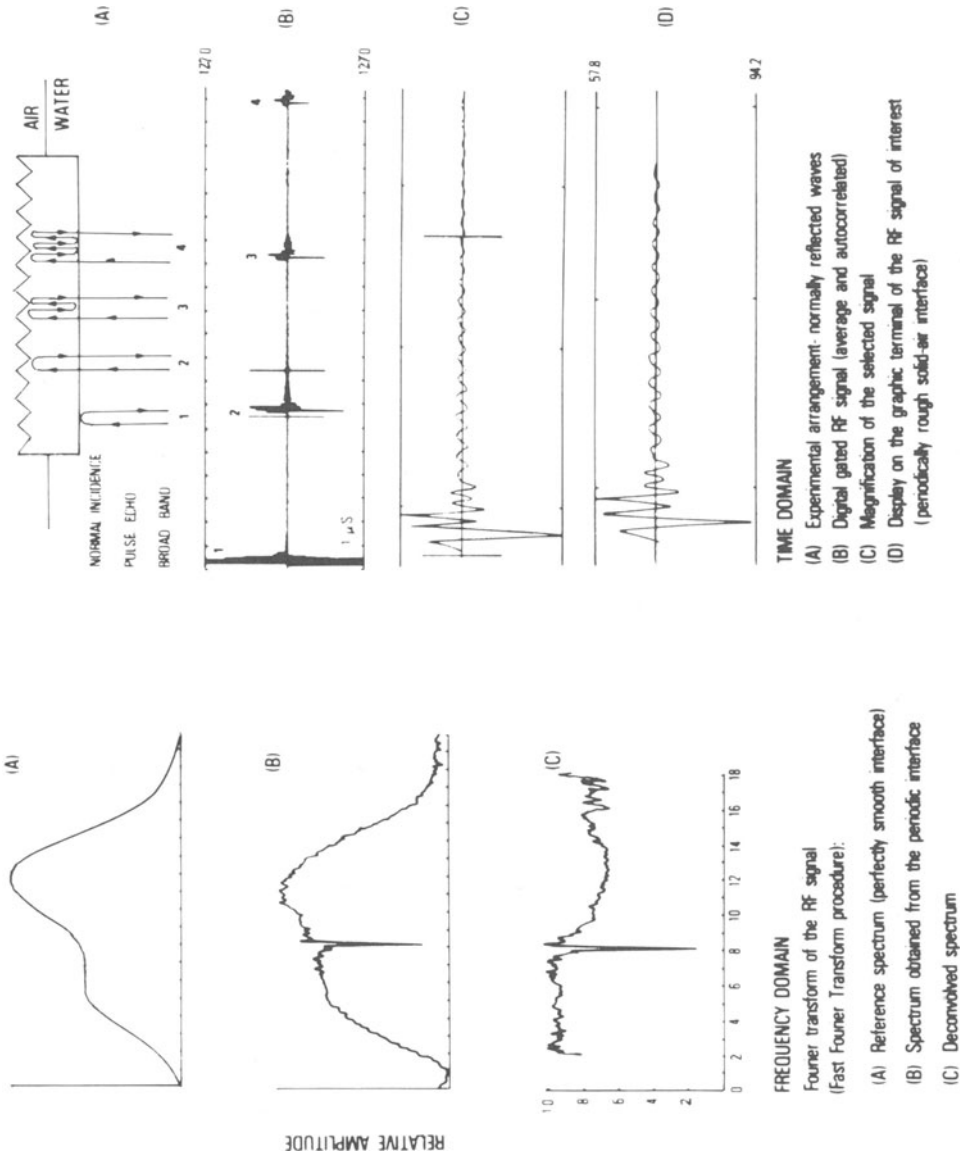 (A)
AIR
WATER
NORMAL INCIDENCE
PULSE ECHO
BROAD BAND
1
2
3
4
127.0
(B)
1
2
3
4
1 μS
127.0
(C)
57.8
(D)
94.2
TIME DOMAIN
(A) Experimental arrangement- normally reflected waves
(B) Digital gated RF signal (average and autocorrelated)
(C) Magnification of the selected signal
(D) Display on the graphic terminal of the RF signal of interest
(periodically rough solid-air interface)
(A)
(B)
RELATIVE AMPLITUDE
(C)
10
.8
.6
.4
.2
0 2 4 6 8 10 12 14 16 18
FREQUENCY DOMAIN
Fourier transform of the RF signal
(Fast Fourier Transform procedure):
(A) Reference spectrum (perfectly smooth interface)
(B) Spectrum obtained from the periodic interface
(C) Deconvolved spectrum